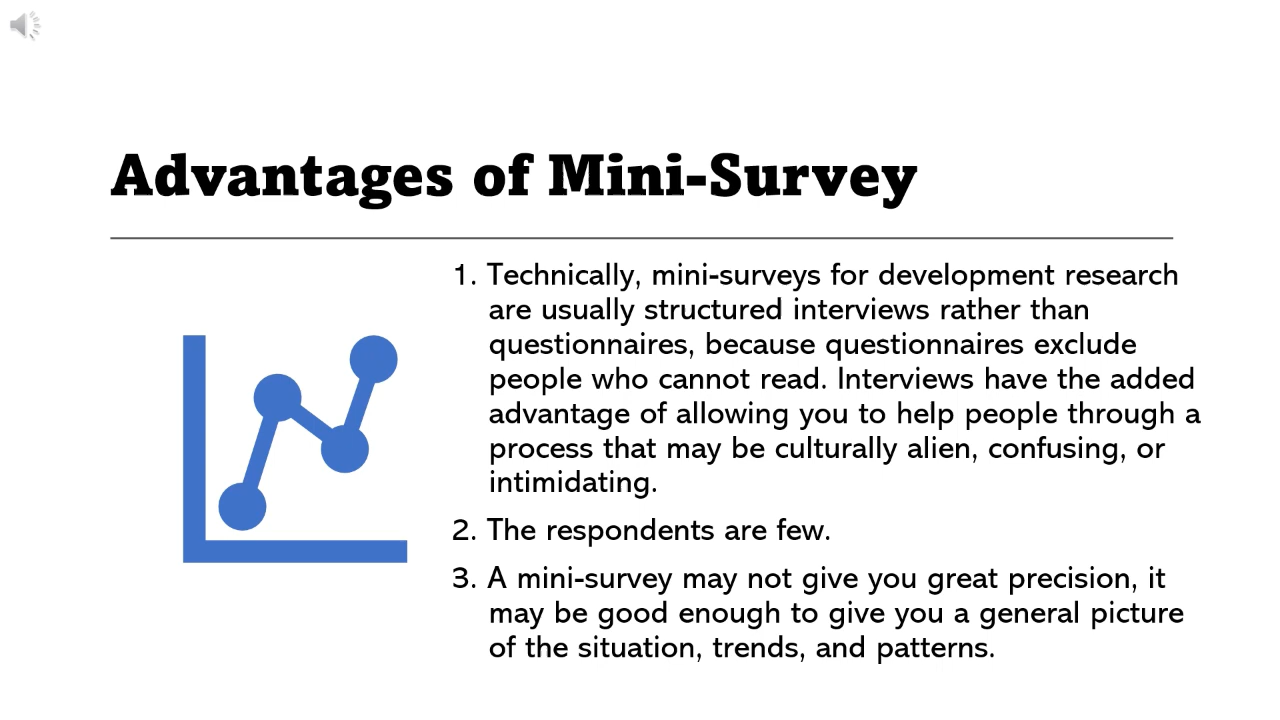 Advantages of Mini-Survey
1. Technically, mini-surveys for development research
are usually structured interviews rather than
questionnaires, because questionnaires exclude
people who cannot read. Interviews have the added
advantage of allowing you to help people through a
process that may be culturally alien, confusing, or
intimidating.
2. The respondents are few.
3. A mini-survey may not give you great precision, it
may be good enough to give you a general picture
of the situation, trends, and patterns.